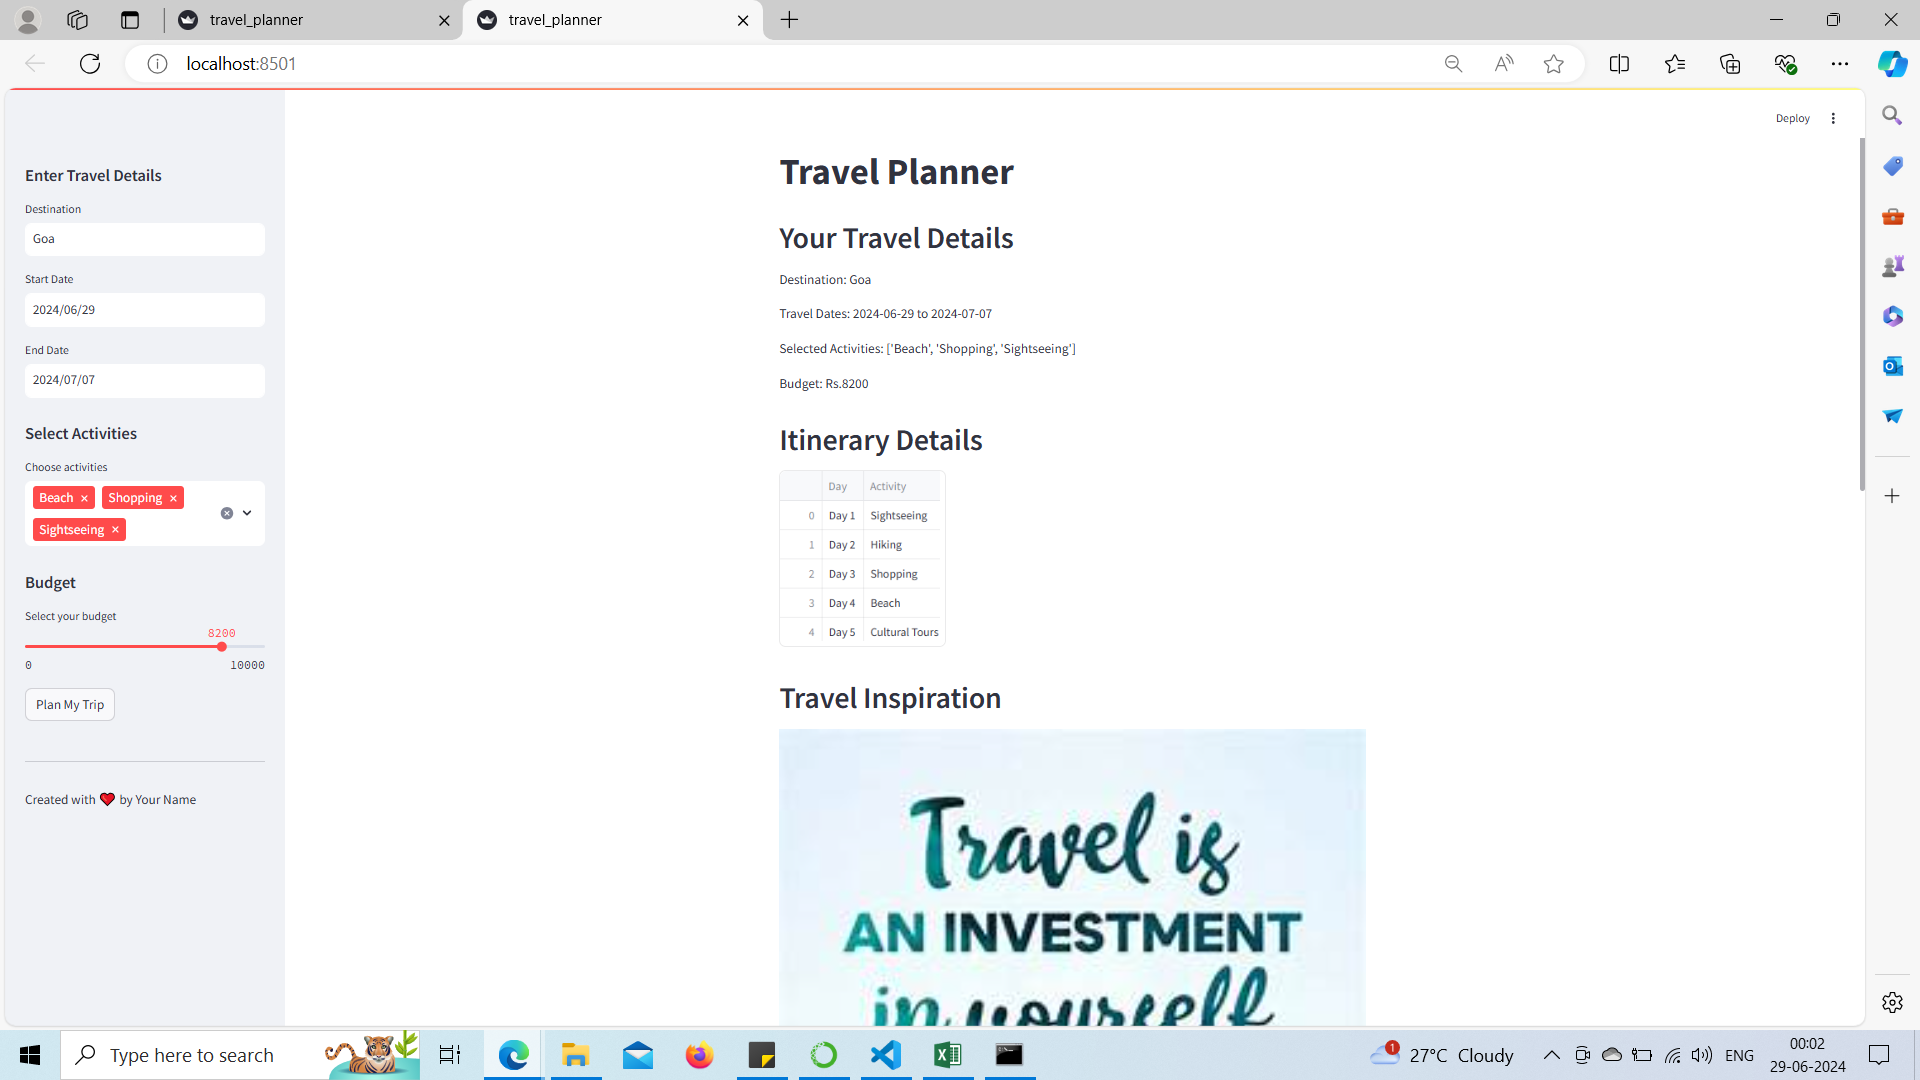 travel_planner
travel_planner
localhost:8501
Deploy
Enter Travel Details
Destination
Goa
Start Date
2024/06/29
End Date
2024/07/07
Select Activities
Choose activities
Beach ×
Shopping ×
Sightseeing ×
Budget
Select your budget
8200
0
10000
Plan My Trip
Created with ❤️ by Your Name
Travel Planner
Your Travel Details
Destination: Goa
Travel Dates: 2024-06-29 to 2024-07-07
Selected Activities: ['Beach', 'Shopping', 'Sightseeing']
Budget: Rs.8200
Itinerary Details
Day Activity
0 Day 1 Sightseeing
1 Day 2 Hiking
2 Day 3 Shopping
3 Day 4 Beach
4 Day 5 Cultural Tours
Travel Inspiration
Travel is
AN INVESTMENT
in yourself
Type here to search
1
27°C Cloudy
ENG
00:02
29-06-2024